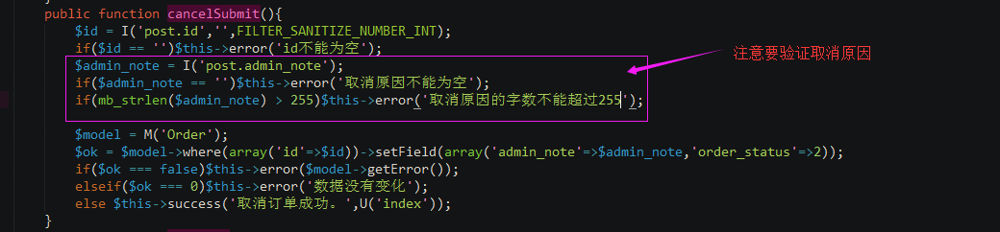 public function cancelSubmit(){
$id = I('post.id','',FILTER_SANITIZE_NUMBER_INT);
if($id == '')$this->error('id不能为空');
$admin_note = I('post.admin_note');
注意要验证取消原因
if($admin_note == '')$this->error('取消原因不能为空');
if(mb_strlen($admin_note) > 255)$this->error('取消原因的字数不能超过255');
$model = M('Order');
$ok = $model->where(array('id'=>$id))->setField(array('admin_note'=>$admin_note,'order_status'=>2));
if($ok === false)$this->error($model->getError());
elseif($ok === 0)$this->error('数据没有变化');
else $this->success('取消订单成功。',U('index'));
}